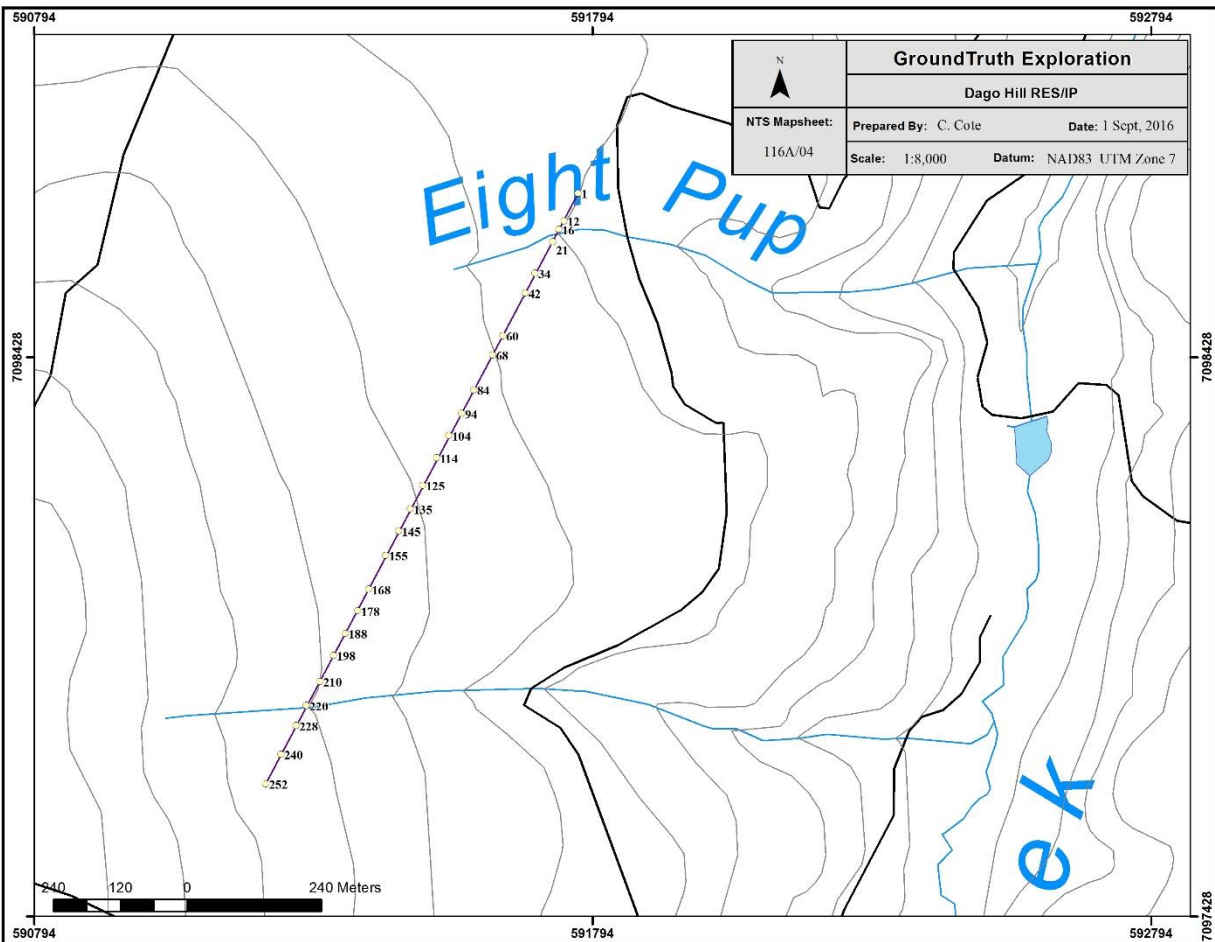 590794
591794
592794
N
GroundTruth Exploration
Dago Hill RES/IP
NTS Mapsheet:
116A/04
Prepared By: C. Cote
Date: 1 Sept, 2016
Scale: 1:8,000
Datum: NAD83 UTM Zone 7
Eight Pup
1
12
16
21
34
42
60
7098428
7098428
68
84
94
104
114
125
135
145
155
168
178
188
198
210
220
228
240
252
ek
240 120 0 240 Meters
7097428
590794
591794
592794